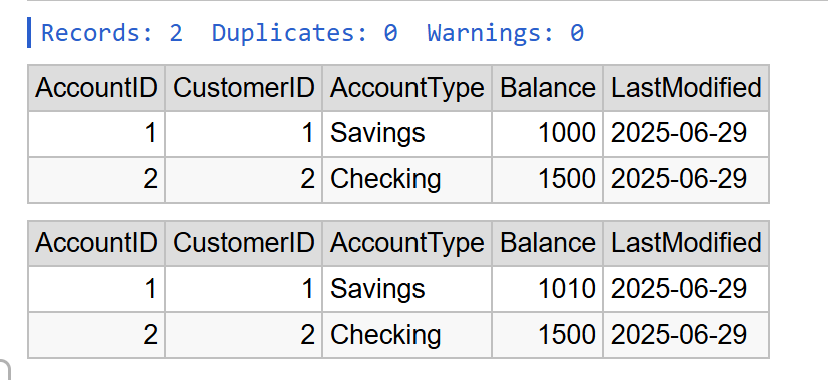 Records: 2  Duplicates: 0  Warnings: 0
AccountID CustomerID AccountType Balance LastModified
1 1 Savings 1000 2025-06-29
2 2 Checking 1500 2025-06-29
AccountID CustomerID AccountType Balance LastModified
1 1 Savings 1010 2025-06-29
2 2 Checking 1500 2025-06-29